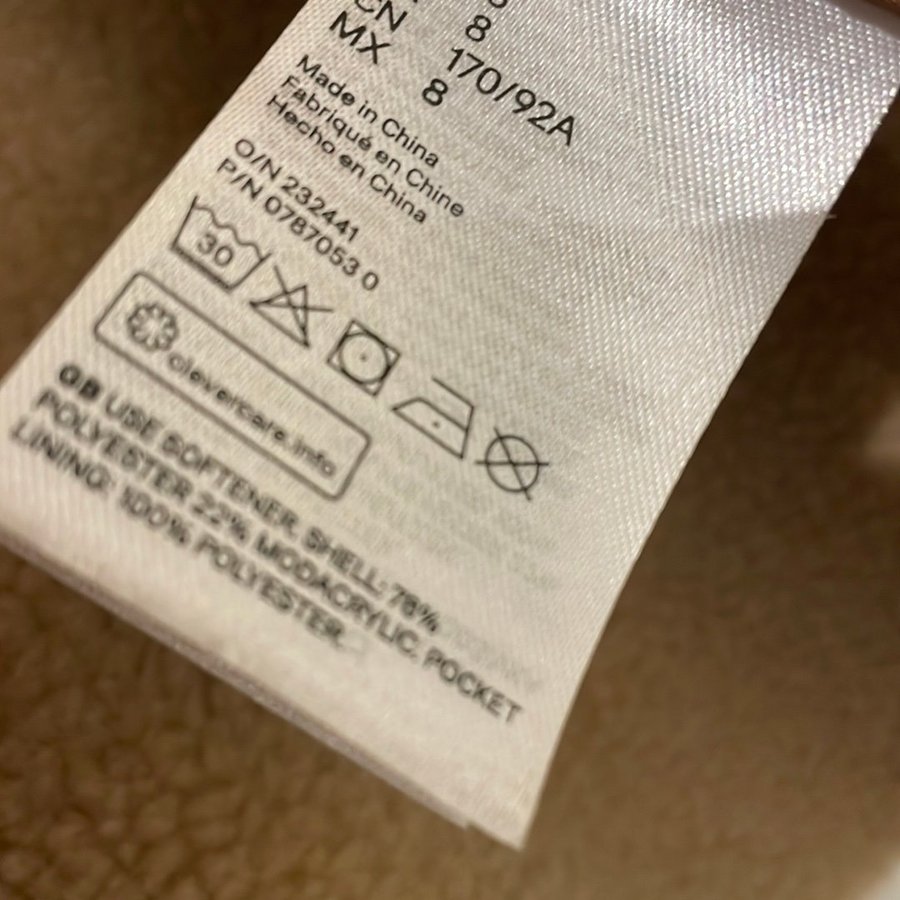 8
CN 170/92A
MX 8
Made in China
Fabriqué en Chine
Hecho en China
O/N 232441
P/N 0787053 0
30
clevercare.info
GB USE SOFTENER. SHELL: 78%
POLYESTER 22% MODACRYLIC. POCKET
LINING: 100% POLYESTER.